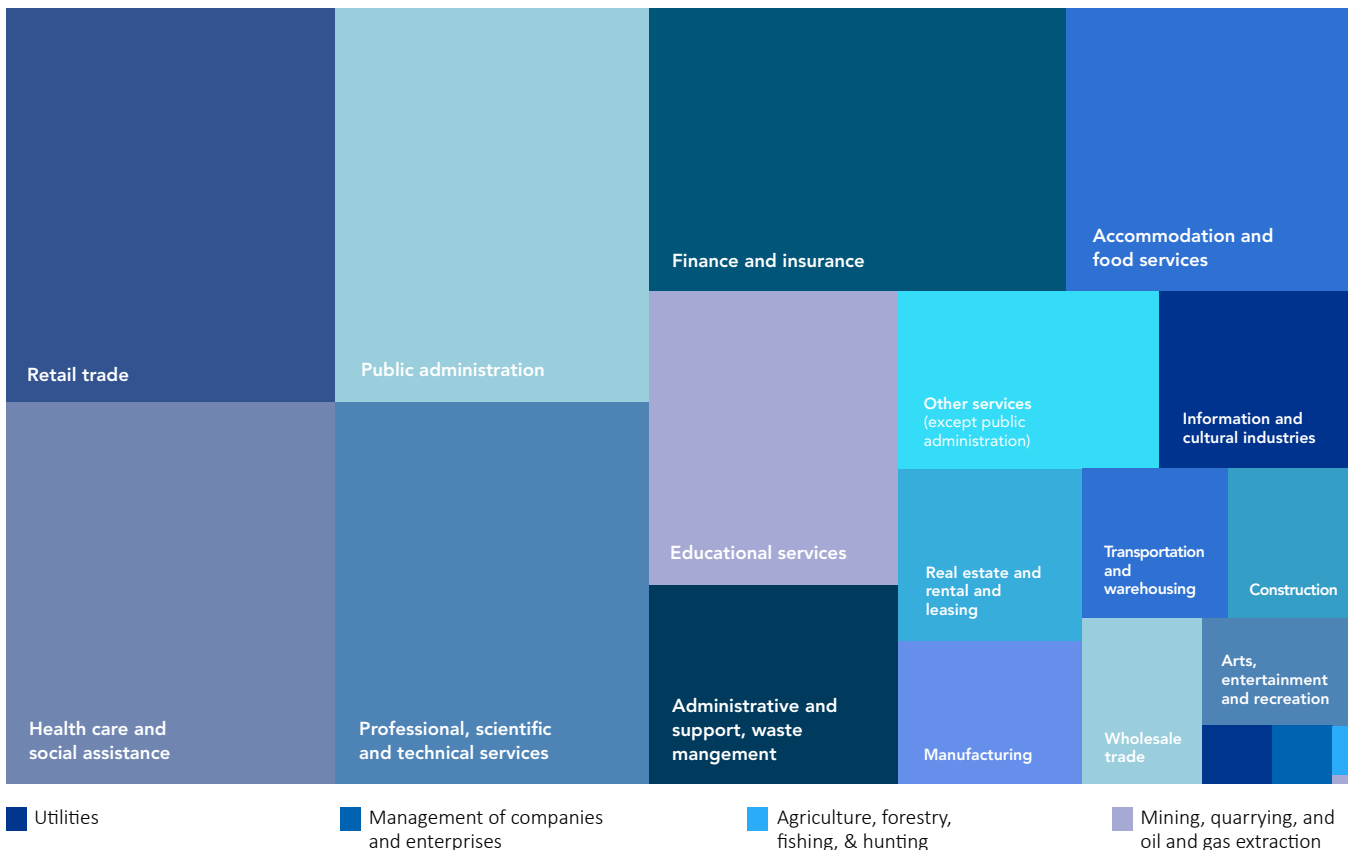 Retail trade
Public administration
Finance and insurance
Accommodation and
food services
Health care and
social assistance
Professional, scientific
and technical services
Educational services
Administrative and
support, waste
mangement
Other services
(except public
administration)
Information and
cultural industries
Real estate and
rental and
leasing
Transportation
and
warehousing
Construction
Manufacturing
Wholesale
trade
Arts,
entertainment
and recreation
Utilities
Management of companies
and enterprises
Agriculture, forestry,
fishing, & hunting
Mining, quarrying, and
oil and gas extraction